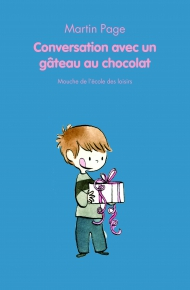 Martin Page
Conversation avec un
gâteau au chocolat
Mouche de l'école des loisirs